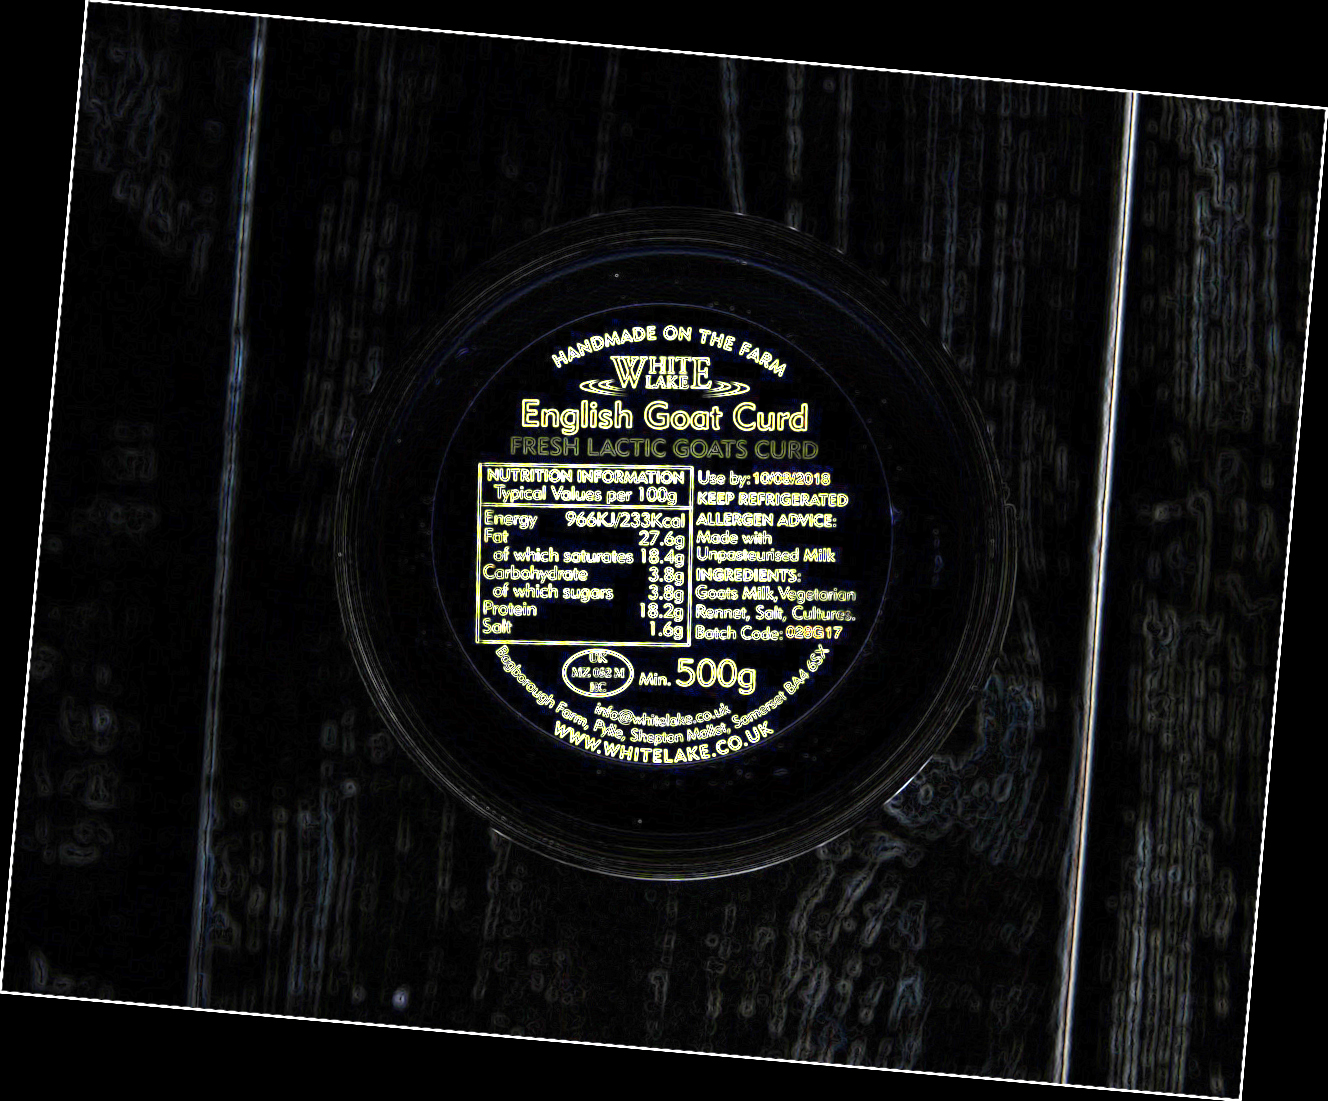 HANDMADE ON THE FARM
WHITE
LAKE
English Goat Curd
FRESH LACTIC GOATS CURD
NUTRITION INFORMATION
Typical Values per 100g
Energy 966KJ/233Kcal
Fat 27.6g
of which saturates 18.4g
Carbohydrate 3.8g
of which sugars 3.8g
Protein 18.2g
Salt 1.6g
Use by: 10/08/2018
KEEP REFRIGERATED
ALLERGEN ADVICE:
Made with
Unpasteurised Milk
INGREDIENTS:
Goats Milk, Vegetarian
Rennet, Salt, Cultures.
Batch Code: 028G17
UK
MZ 052 M
EC
Min. 500g
info@whitelake.co.uk
Bagborough Farm, Pylle, Shepton Mallet, Somerset BA4 6SX
WWW.WHITELAKE.CO.UK